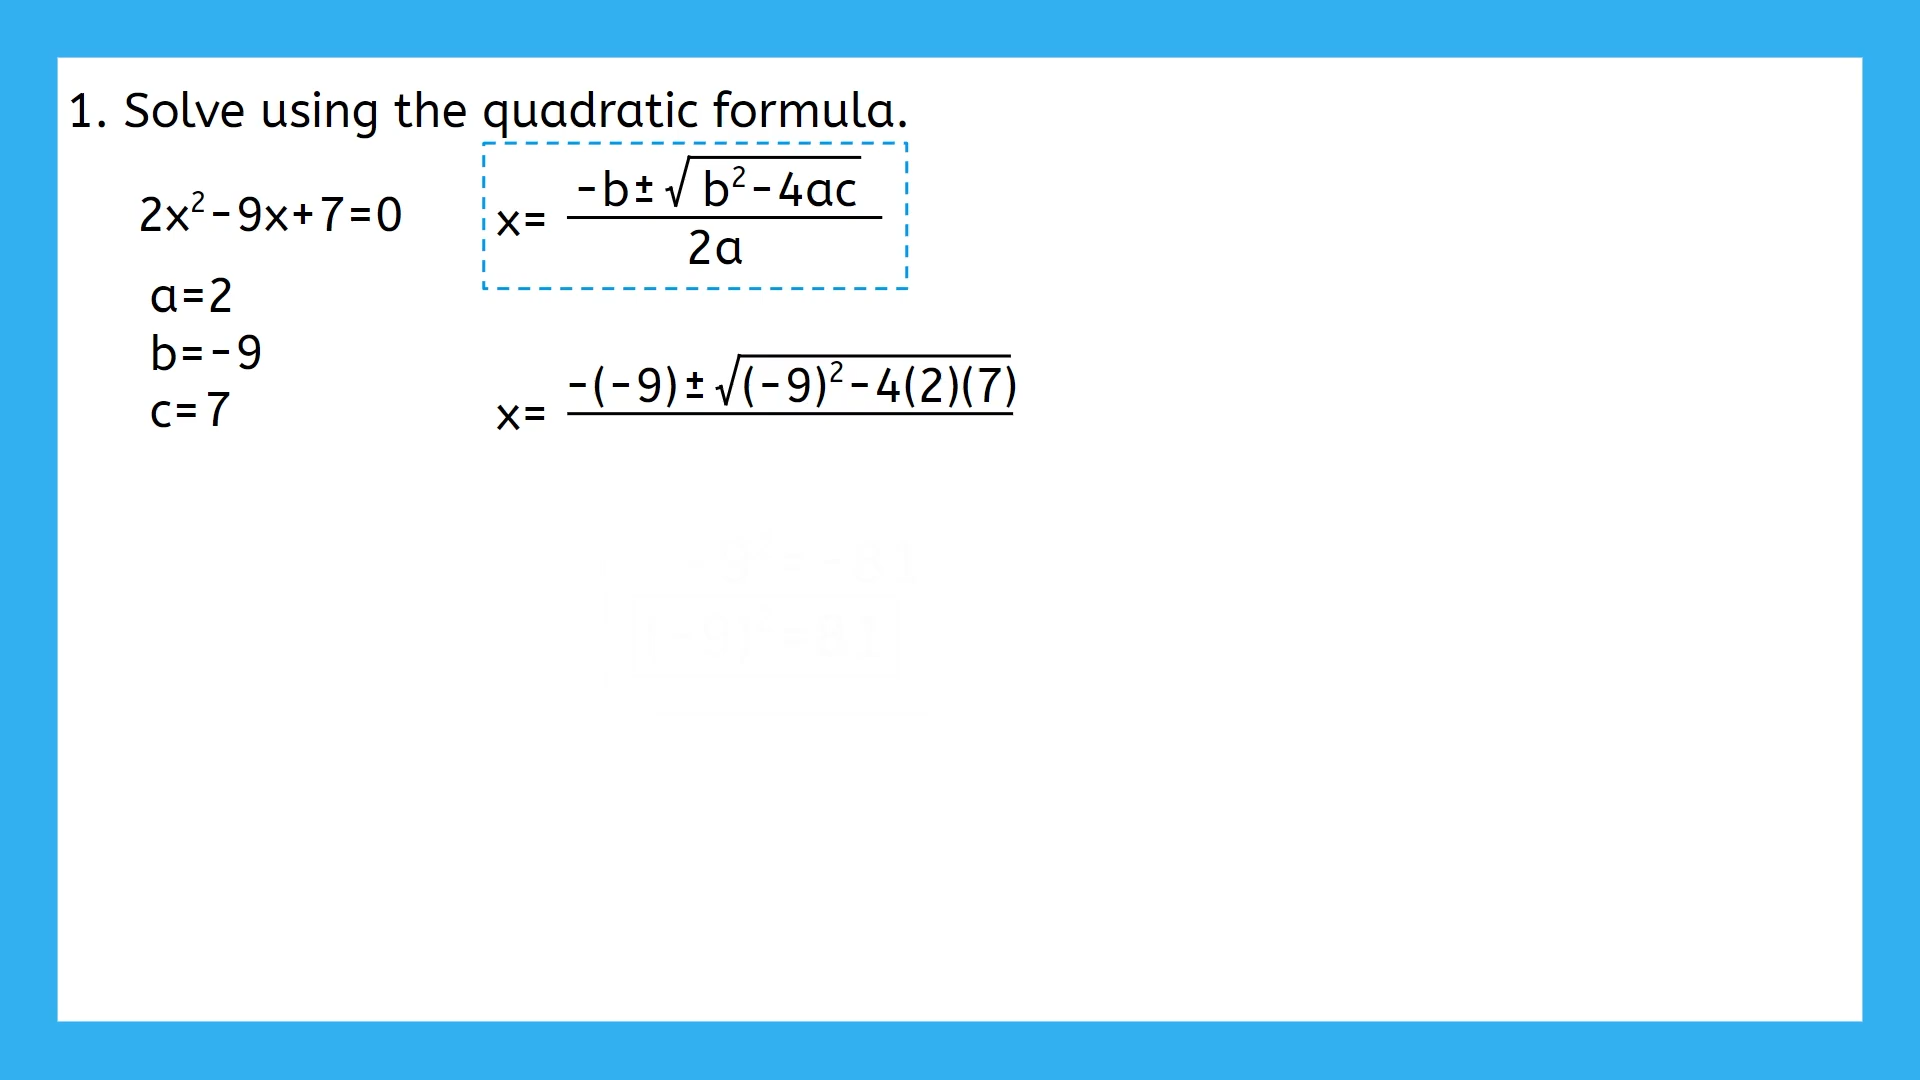 1. Solve using the quadratic formula.
2x²-9x+7=0
x= -b±√b²-4ac
2a
a=2
b=-9
c=7
x= -(-9)±√(-9)²-4(2)(7)